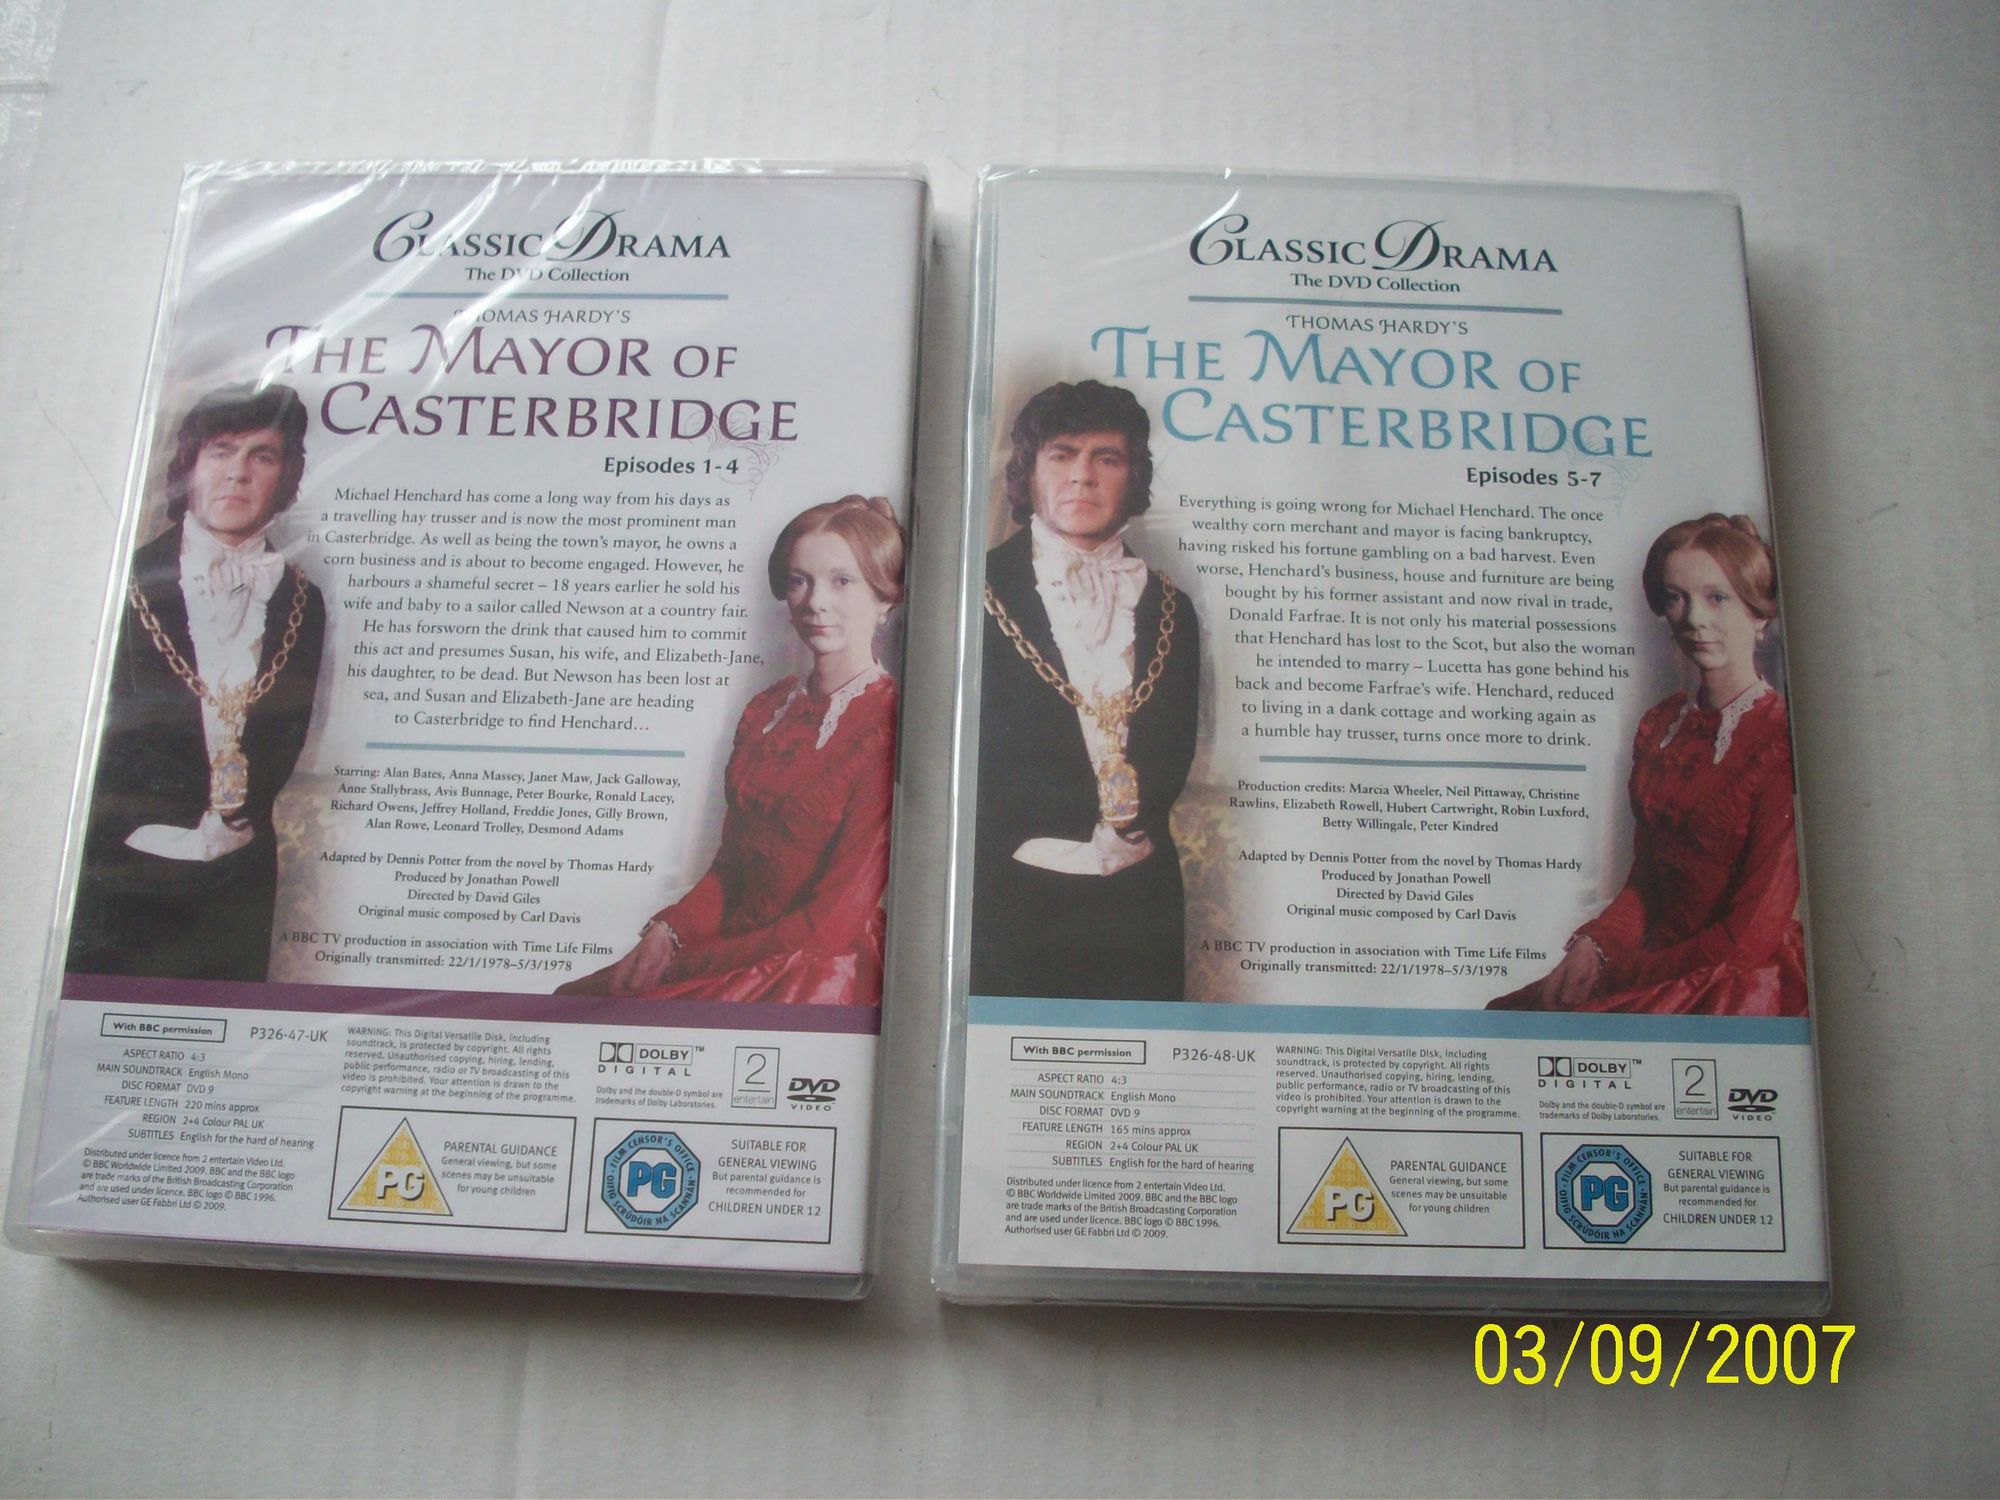 CLASSIC DRAMA
The DVD Collection
THOMAS HARDY'S
THE MAYOR OF
CASTERBRIDGE
Episodes 1-4
Michael Henchard has come a long way from his days as
a travelling hay trusser and is now the most prominent man
in Casterbridge. As well as being the town's mayor, he owns a
corn business and is about to become engaged. However, he
harbours a shameful secret – 18 years earlier he sold his
wife and baby to a sailor called Newson at a country fair.
He has forsworn the drink that caused him to commit
this act and presumes Susan, his wife, and Elizabeth-Jane,
his daughter, to be dead. But Newson has been lost at
sea, and Susan and Elizabeth-Jane are heading
to Casterbridge to find Henchard...
Starring: Alan Bates, Anna Massey, Janet Maw, Jack Galloway,
Anne Stallybrass, Avis Bunnage, Peter Bourke, Ronald Lacey,
Richard Owens, Jeffrey Holland, Freddie Jones, Gilly Brown,
Alan Rowe, Leonard Trolley, Desmond Adams
Adapted by Dennis Potter from the novel by Thomas Hardy
Produced by Jonathan Powell
Directed by David Giles
Original music composed by Carl Davis
A BBC TV production in association with Time Life Films
Originally transmitted: 22/1/1978–5/3/1978
With BBC permission
P326-47-UK
ASPECT RATIO 4:3
MAIN SOUNDTRACK English Mono
DISC FORMAT DVD 9
FEATURE LENGTH 220 mins approx
REGION 2+4 Colour PAL UK
SUBTITLES English for the hard of hearing
Distributed under licence from 2 entertain Video Ltd.
© BBC Worldwide Limited 2009. BBC and the BBC logo
are trade marks of the British Broadcasting Corporation
and are used under licence. BBC logo © BBC 1996.
Authorised user GE Fabbri Ltd © 2009.
WARNING: This Digital Versatile Disk, including
soundtrack, is protected by copyright. All rights
reserved. Unauthorised copying, hiring, lending,
public performance, radio or TV broadcasting of this
video is prohibited. Your attention is drawn to the
copyright warning at the beginning of the programme.
DOLBY™
DIGITAL
Dolby and the double-D symbol are
trademarks of Dolby Laboratories.
2
entertain
DVD
VIDEO
PG
PARENTAL GUIDANCE
General viewing, but some
scenes may be unsuitable
for young children
FILM CENSOR'S OFFICE
PG
OIFIG SCRÚDÓIR NA SCANNÁN
SUITABLE FOR
GENERAL VIEWING
But parental guidance is
recommended for
CHILDREN UNDER 12
CLASSIC DRAMA
The DVD Collection
THOMAS HARDY'S
THE MAYOR OF
CASTERBRIDGE
Episodes 5-7
Everything is going wrong for Michael Henchard. The once
wealthy corn merchant and mayor is facing bankruptcy,
having risked his fortune gambling on a bad harvest. Even
worse, Henchard's business, house and furniture are being
bought by his former assistant and now rival in trade,
Donald Farfrae. It is not only his material possessions
that Henchard has lost to the Scot, but also the woman
he intended to marry – Lucetta has gone behind his
back and become Farfrae's wife. Henchard, reduced
to living in a dank cottage and working again as
a humble hay trusser, turns once more to drink.
Production credits: Marcia Wheeler, Neil Pittaway, Christine
Rawlins, Elizabeth Rowell, Hubert Cartwright, Robin Luxford,
Betty Willingale, Peter Kindred
Adapted by Dennis Potter from the novel by Thomas Hardy
Produced by Jonathan Powell
Directed by David Giles
Original music composed by Carl Davis
A BBC TV production in association with Time Life Films
Originally transmitted: 22/1/1978–5/3/1978
With BBC permission
P326-48-UK
ASPECT RATIO 4:3
MAIN SOUNDTRACK English Mono
DISC FORMAT DVD 9
FEATURE LENGTH 165 mins approx
REGION 2+4 Colour PAL UK
SUBTITLES English for the hard of hearing
Distributed under licence from 2 entertain Video Ltd.
© BBC Worldwide Limited 2009. BBC and the BBC logo
are trade marks of the British Broadcasting Corporation
and are used under licence. BBC logo © BBC 1996.
Authorised user GE Fabbri Ltd © 2009.
WARNING: This Digital Versatile Disk, including
soundtrack, is protected by copyright. All rights
reserved. Unauthorised copying, hiring, lending,
public performance, radio or TV broadcasting of this
video is prohibited. Your attention is drawn to the
copyright warning at the beginning of the programme.
DOLBY™
DIGITAL
Dolby and the double-D symbol are
trademarks of Dolby Laboratories.
2
entertain
DVD
VIDEO
PG
PARENTAL GUIDANCE
General viewing, but some
scenes may be unsuitable
for young children
FILM CENSOR'S OFFICE
PG
OIFIG SCRÚDÓIR NA SCANNÁN
SUITABLE FOR
GENERAL VIEWING
But parental guidance is
recommended for
CHILDREN UNDER 12
03/09/2007